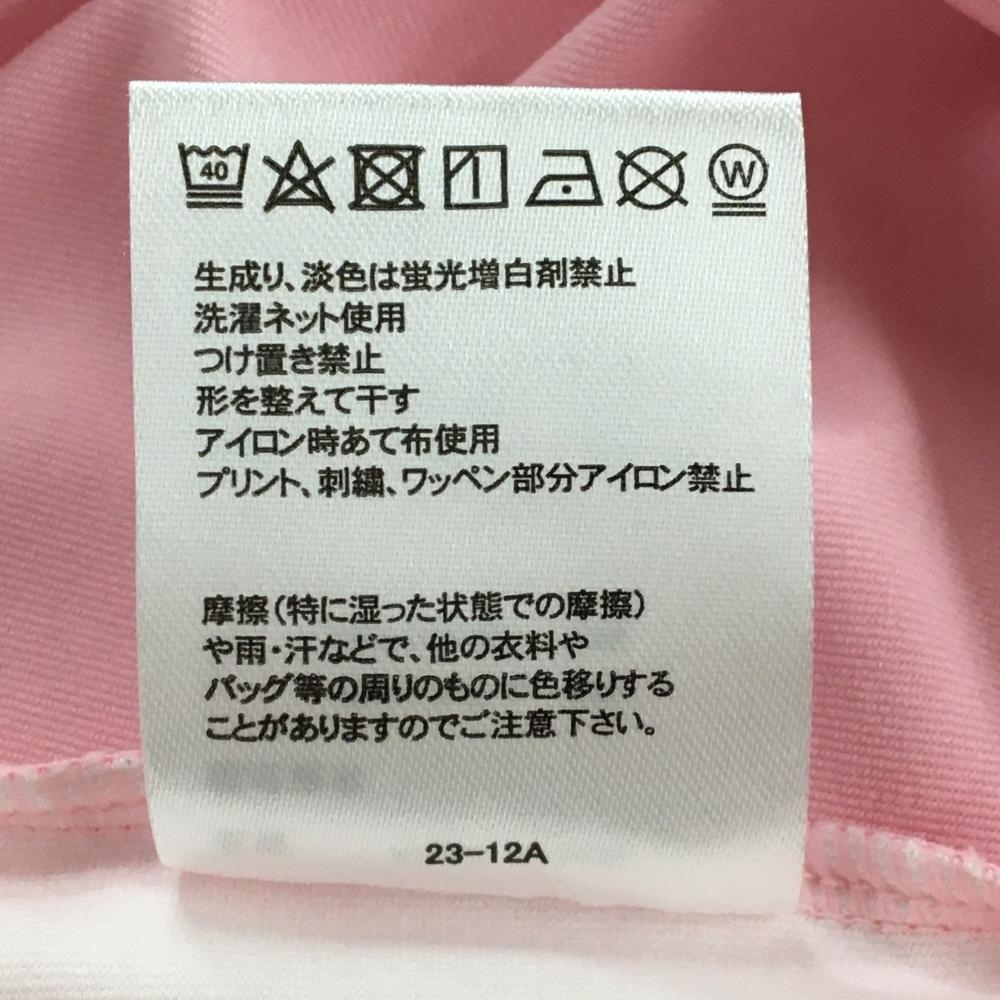 40 W
生成り、淡色は蛍光増白剤禁止
洗濯ネット使用
つけ置き禁止
形を整えて干す
アイロン時あて布使用
プリント、刺繍、ワッペン部分アイロン禁止
摩擦(特に湿った状態での摩擦)
や雨・汗などで、他の衣料や
バッグ等の周りのものに色移りする
ことがありますのでご注意下さい。
23-12A